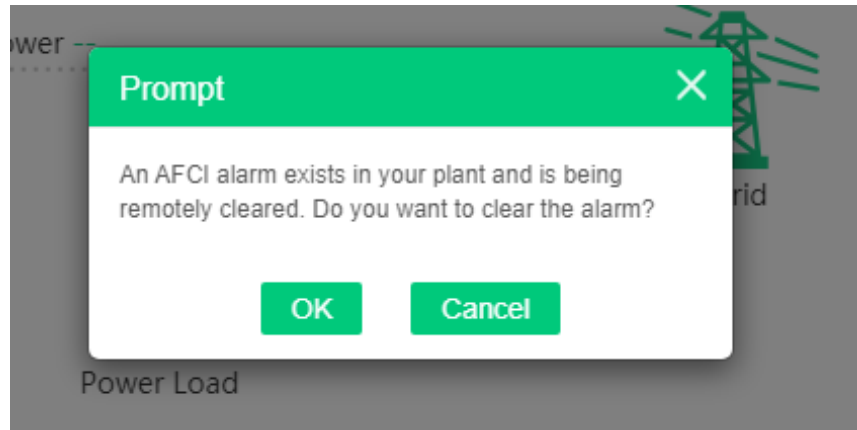 ower --
Prompt
An AFCI alarm exists in your plant and is being
remotely cleared. Do you want to clear the alarm?
rid
OK Cancel
Power Load